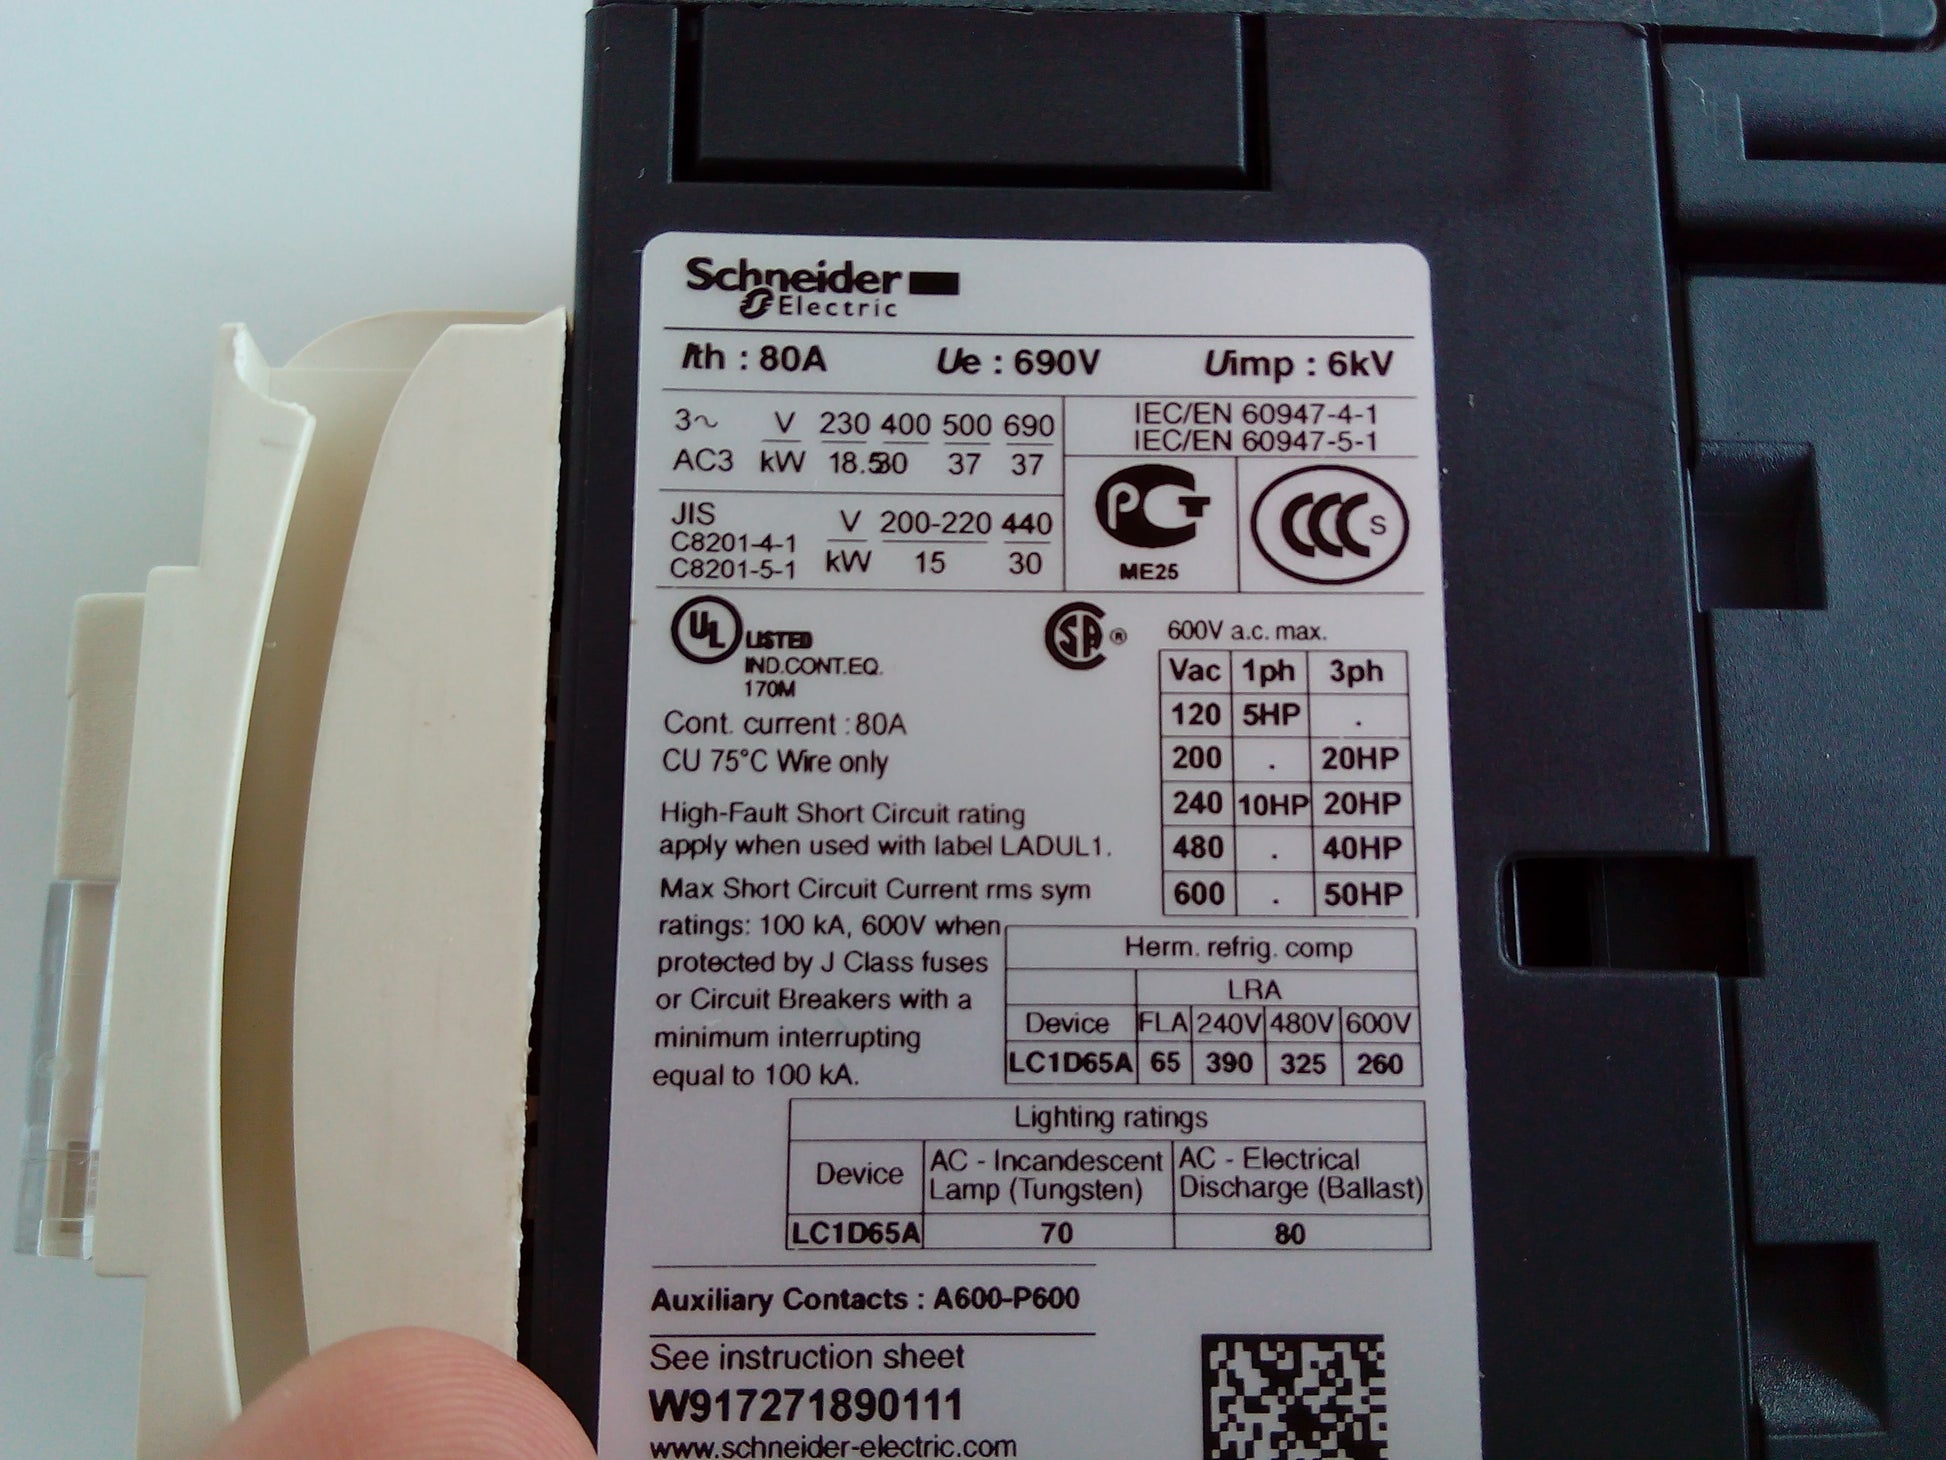 Schneider
Electric
Ith : 80A Ue : 690V Uimp : 6kV
3~ V 230 400 500 690
AC3 kW 18.5 30 37 37
IEC/EN 60947-4-1
IEC/EN 60947-5-1
JIS
C8201-4-1
C8201-5-1
V 200-220 440
kW 15 30
PCT
ME25
CCC S
UL LISTED
IND.CONT.EQ.
170M
SA ®
Cont. current : 80A
CU 75°C Wire only
High-Fault Short Circuit rating
apply when used with label LADUL1.
Max Short Circuit Current rms sym
ratings: 100 kA, 600V when
protected by J Class fuses
or Circuit Breakers with a
minimum interrupting
equal to 100 kA.
600V a.c. max.
Vac 1ph 3ph
120 5HP .
200 . 20HP
240 10HP 20HP
480 . 40HP
600 . 50HP
Herm. refrig. comp
LRA
Device FLA 240V 480V 600V
LC1D65A 65 390 325 260
Lighting ratings
Device AC - Incandescent Lamp (Tungsten) AC - Electrical Discharge (Ballast)
LC1D65A 70 80
Auxiliary Contacts : A600-P600
See instruction sheet
W917271890111
www.schneider-electric.com